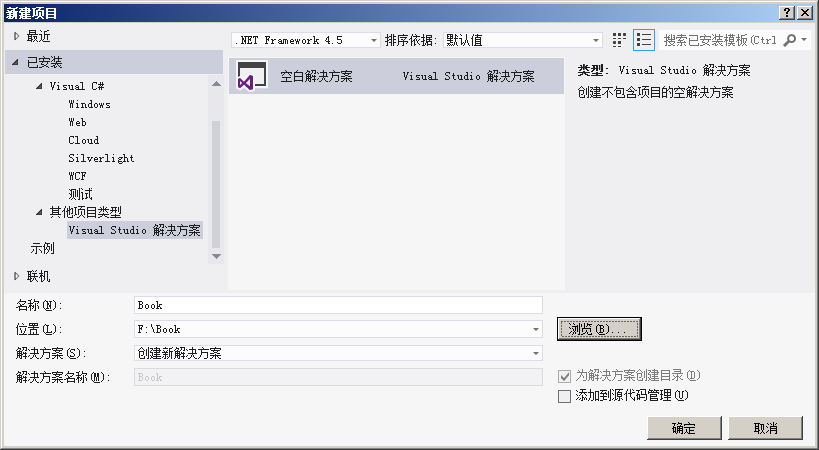 新建项目
最近
.NET Framework 4.5
排序依据:
默认值
搜索已安装模板(Ctrl
已安装
Visual C#
Windows
Web
Cloud
Silverlight
WCF
测试
其他项目类型
Visual Studio 解决方案
示例
联机
空白解决方案
Visual Studio 解决方案
类型: Visual Studio 解决方案
创建不包含项目的空解决方案
名称(N):
Book
位置(L):
F:\Book
浏览(B)...
解决方案(S):
创建新解决方案
解决方案名称(M):
Book
为解决方案创建目录(D)
添加到源代码管理(U)
确定
取消